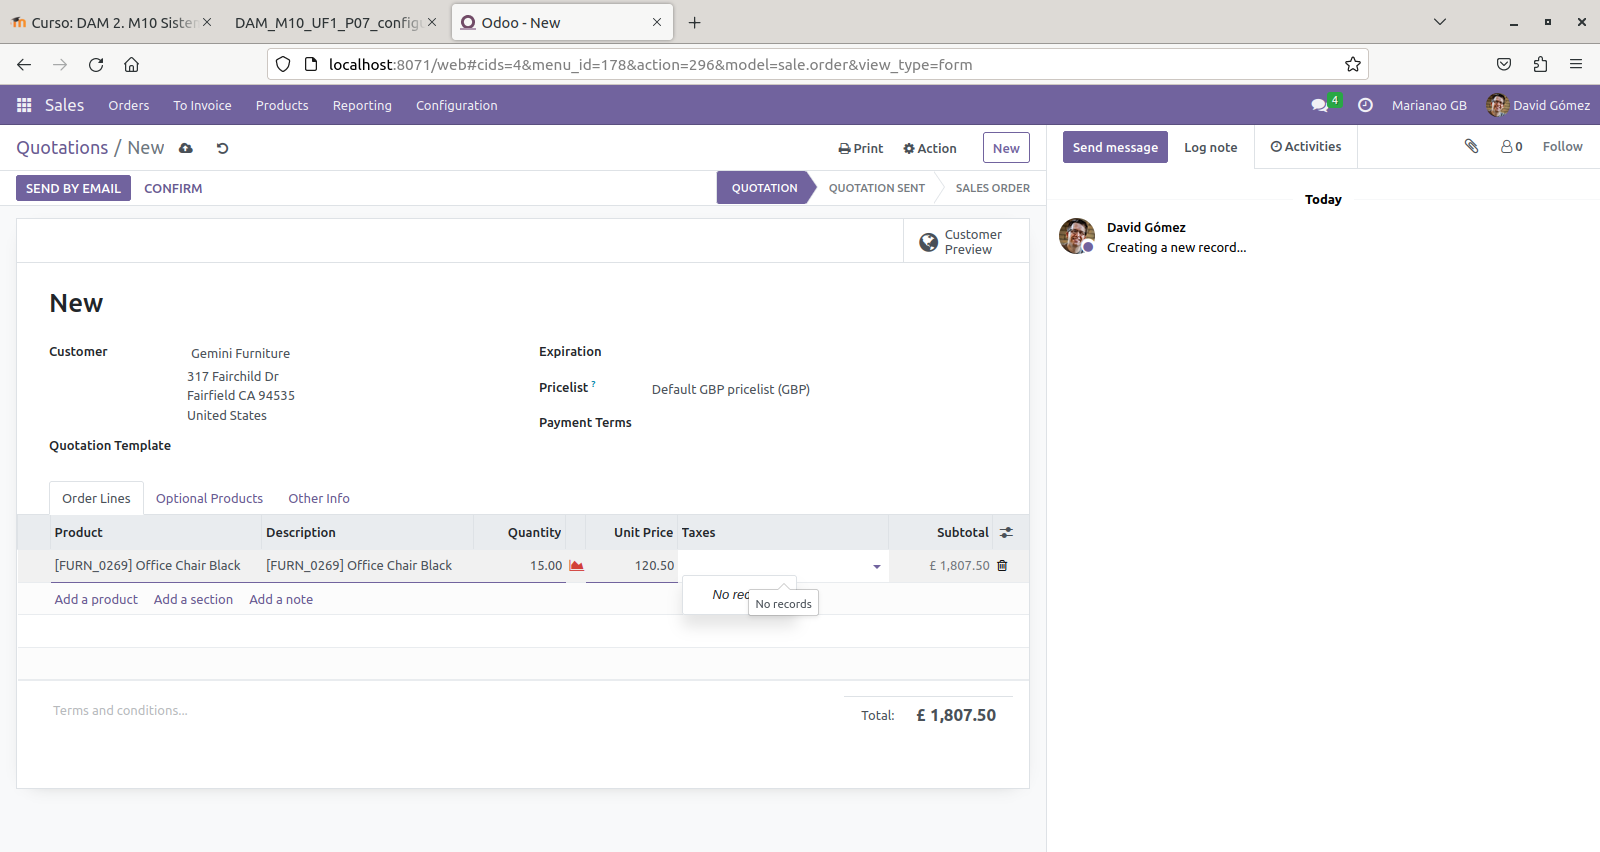 Curso: DAM 2. M10 Sister
DAM_M10_UF1_P07_config
Odoo - New
localhost:8071/web#cids=4&menu_id=178&action=296&model=sale.order&view_type=form
Sales Orders To Invoice Products Reporting Configuration 4 Marianao GB David Gómez
Quotations / New Print Action New
Send message Log note Activities 0 Follow
SEND BY EMAIL CONFIRM QUOTATION QUOTATION SENT SALES ORDER
Today
David Gómez
Creating a new record...
Customer
Preview
New
Customer Gemini Furniture
317 Fairchild Dr
Fairfield CA 94535
United States
Quotation Template
Expiration
Pricelist ? Default GBP pricelist (GBP)
Payment Terms
Order Lines Optional Products Other Info
Product Description Quantity Unit Price Taxes Subtotal
[FURN_0269] Office Chair Black [FURN_0269] Office Chair Black 15.00 120.50 £ 1,807.50
Add a product Add a section Add a note
No rec
No records
Terms and conditions...
Total: £ 1,807.50